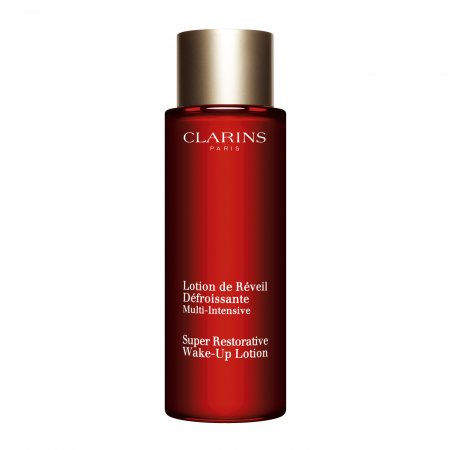 CLARINS
PARIS
Lotion de Réveil
Défroissante
Multi-Intensive
Super Restorative
Wake-Up Lotion